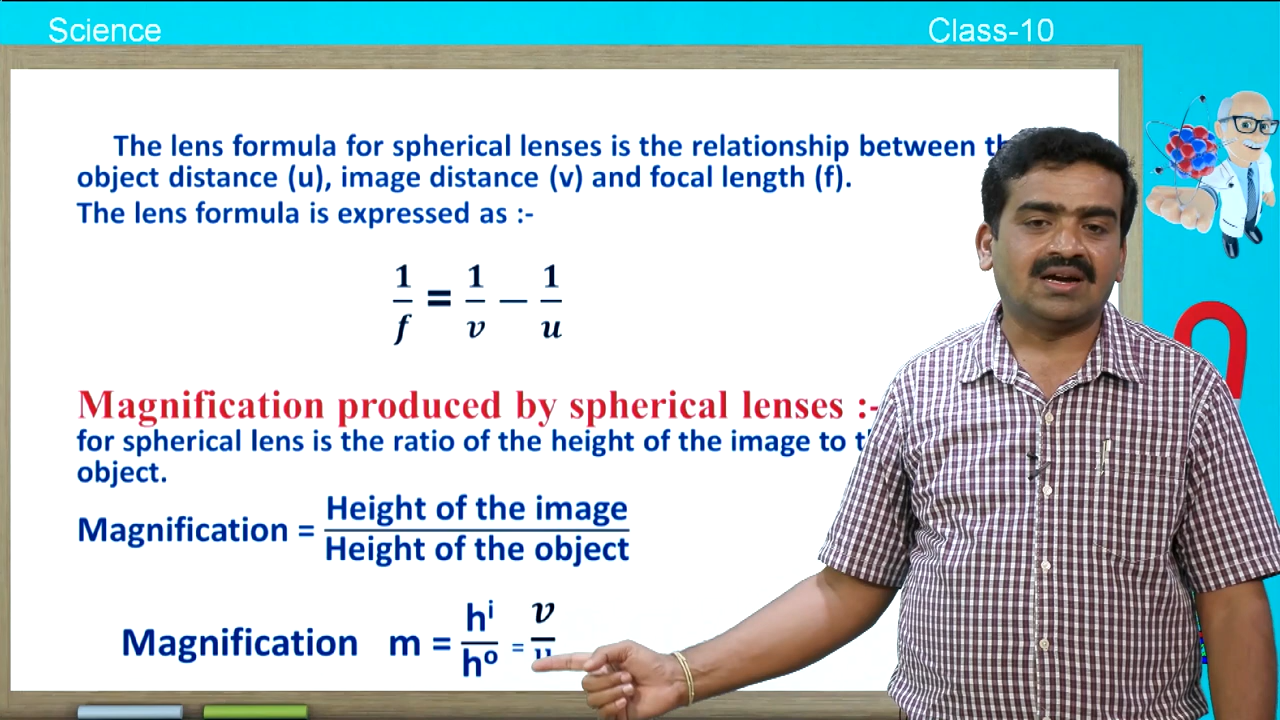 Science
Class-10
The lens formula for spherical lenses is the relationship between
object distance (u), image distance (v) and focal length (f).
The lens formula is expressed as :-
1/f = 1/v − 1/u
Magnification produced by spherical lenses :-
for spherical lens is the ratio of the height of the image to
object.
Magnification = Height of the image / Height of the object
Magnification m = hⁱ/hᵒ = v/u